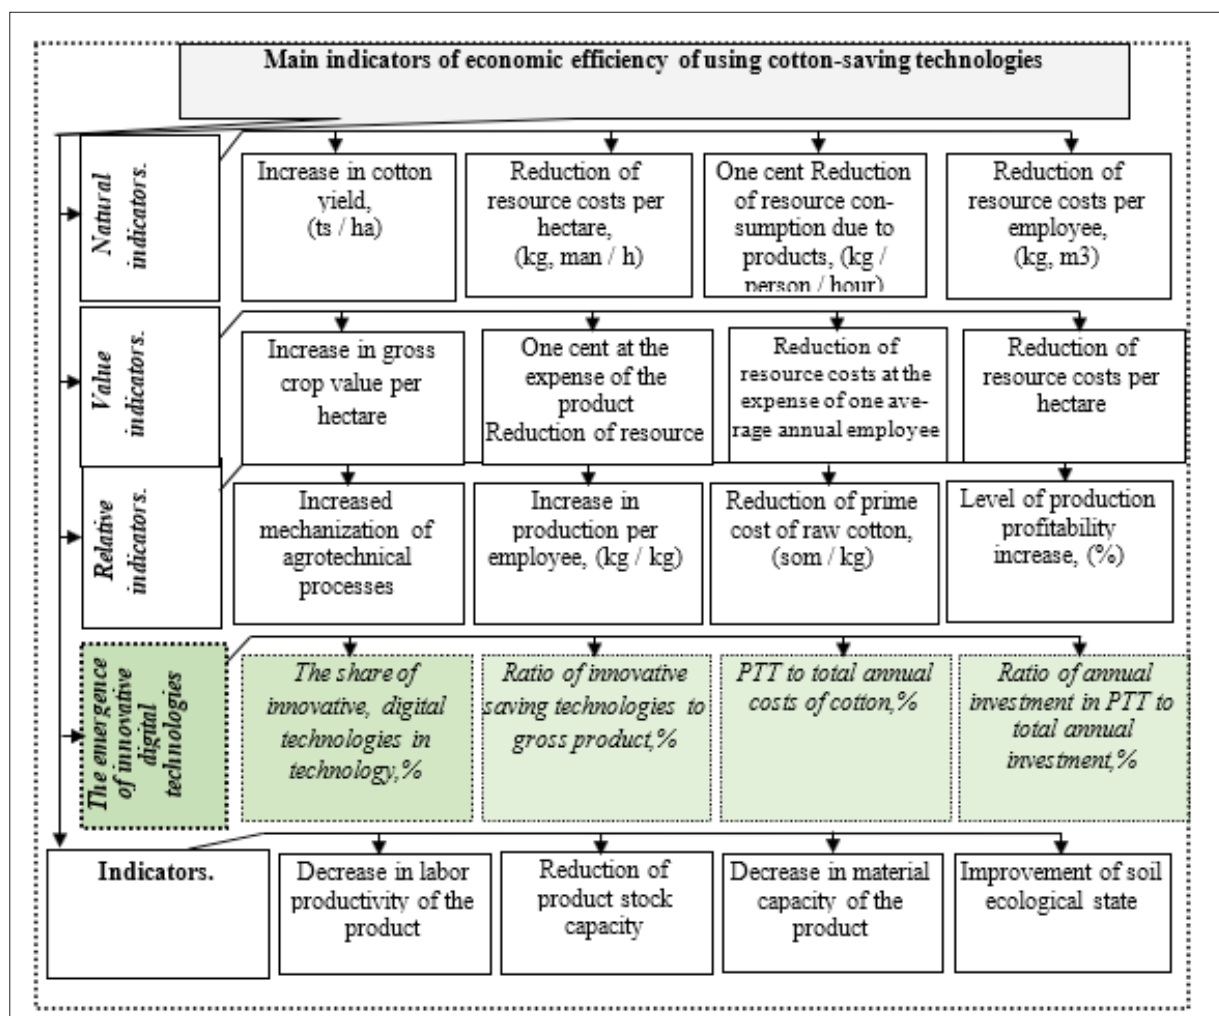 Main indicators of economic efficiency of using cotton-saving technologies
Natural
indicators.
Increase in cotton
yield,
(ts / ha)
Reduction of
resource costs per
hectare,
(kg, man / h)
One cent Reduction
of resource con-
sumption due to
products, (kg /
person / hour)
Reduction of
resource costs per
employee,
(kg, m3)
Value
indicators.
Increase in gross
crop value per
hectare
One cent at the
expense of the
product
Reduction of resource
Reduction of
resource costs at the
expense of one ave-
rage annual employee
Reduction of
resource costs per
hectare
Relative
indicators.
Increased
mechanization of
agrotechnical
processes
Increase in
production per
employee, (kg / kg)
Reduction of prime
cost of raw cotton,
(som / kg)
Level of production
profitability
increase, (%)
The emergence
of innovative
digital
technologies
The share of
innovative, digital
technologies in
technology,%
Ratio of innovative
saving technologies to
gross product,%
PTT to total annual
costs of cotton,%
Ratio of annual
investment in PTT to
total annual
investment,%
Indicators.
Decrease in labor
productivity of the
product
Reduction of
product stock
capacity
Decrease in material
capacity of the
product
Improvement of soil
ecological state